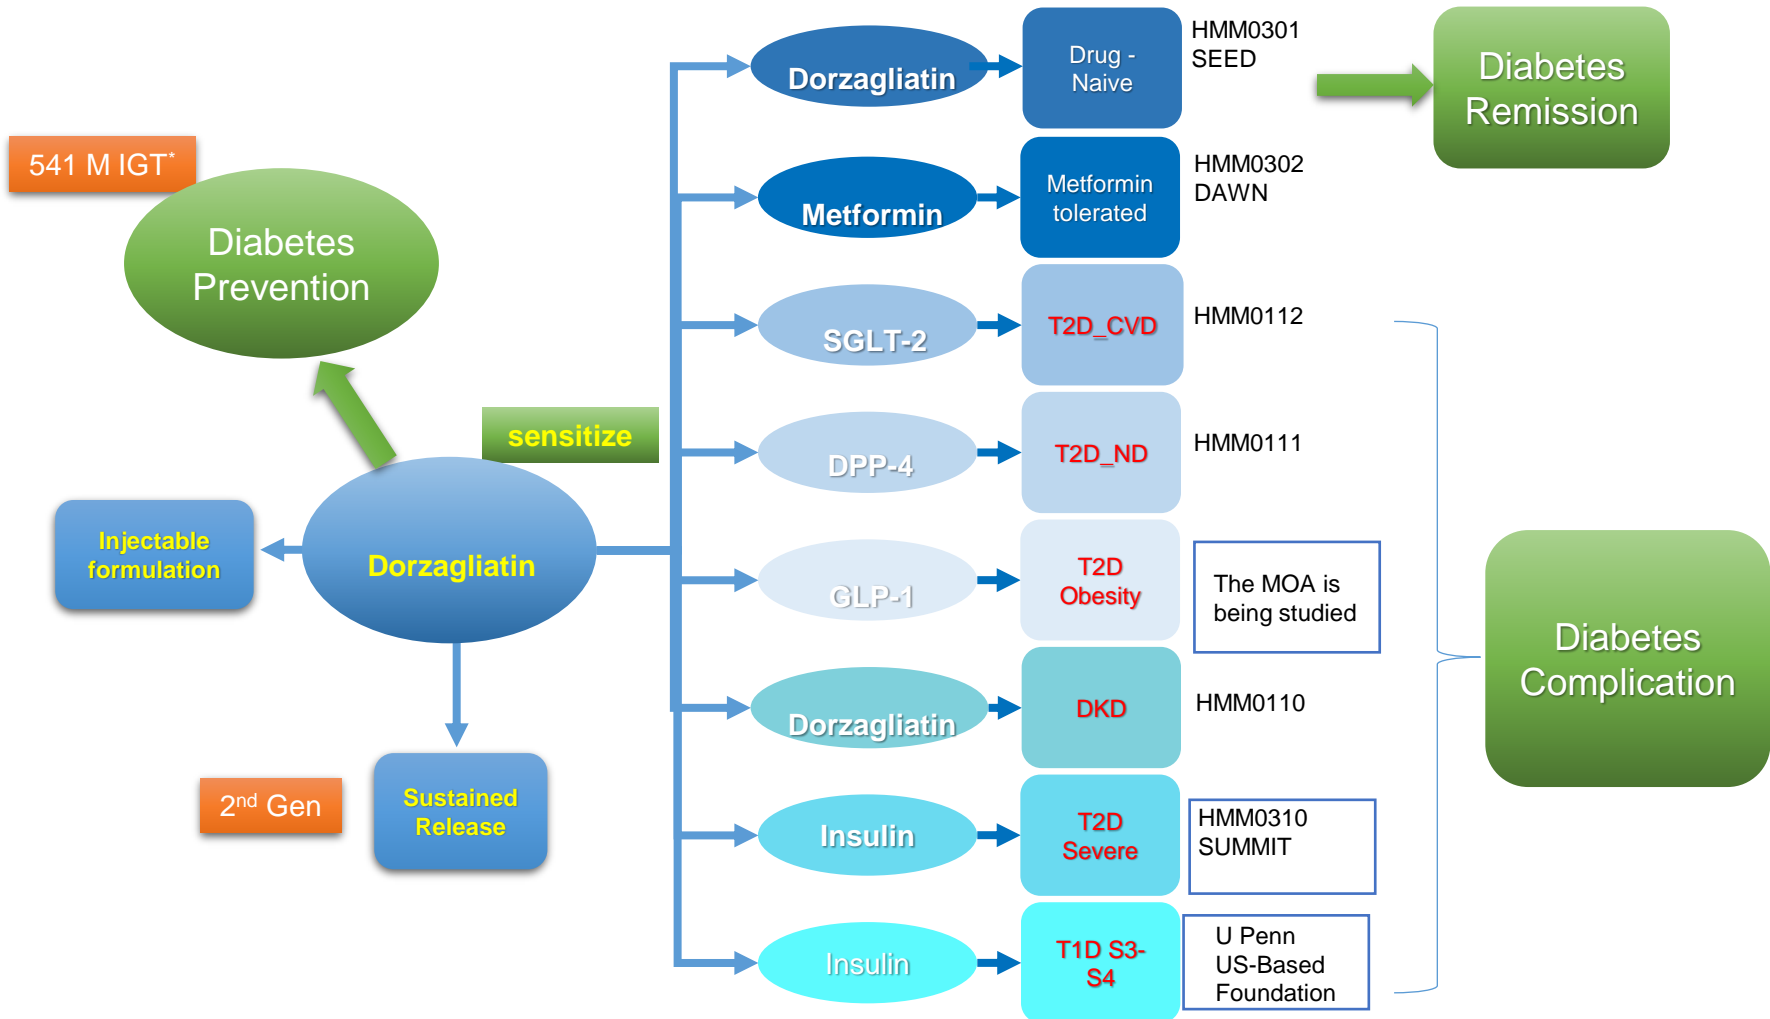 541 M IGT*
Diabetes
Prevention
sensitize
Injectable
formulation
Dorzagliatin
2nd Gen
Sustained
Release
Dorzagliatin
Drug -
Naive
HMM0301
SEED
Diabetes
Remission
Metformin
Metformin
tolerated
HMM0302
DAWN
SGLT-2
T2D_CVD
HMM0112
DPP-4
T2D_ND
HMM0111
GLP-1
T2D
Obesity
The MOA is
being studied
Dorzagliatin
DKD
HMM0110
Insulin
T2D
Severe
HMM0310
SUMMIT
Insulin
T1D S3-
S4
U Penn
US-Based
Foundation
Diabetes
Complication